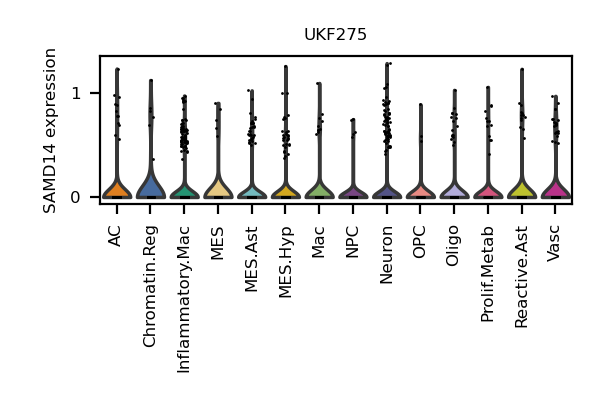 UKF275
SAMD14 expression
1
0
AC
Chromatin.Reg
Inflammatory.Mac
MES
MES.Ast
MES.Hyp
Mac
NPC
Neuron
OPC
Oligo
Prolif.Metab
Reactive.Ast
Vasc